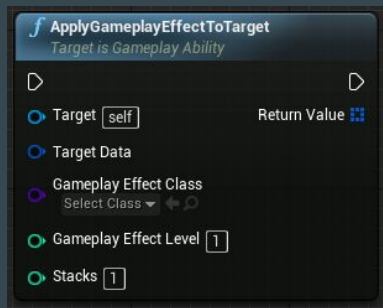 f ApplyGameplayEffectToTarget
Target is Gameplay Ability
Target self Return Value
Target Data
Gameplay Effect Class
Select Class
Gameplay Effect Level 1
Stacks 1